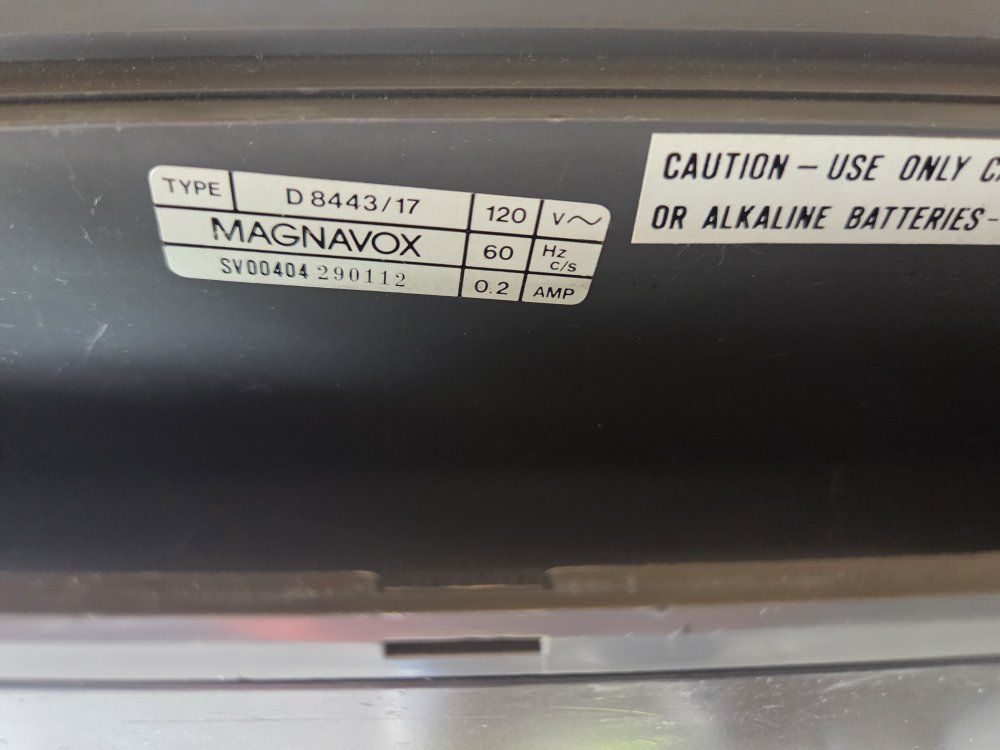 TYPE D 8443/17 120 V~
MAGNAVOX 60 Hz c/s
SV00404 290112 0.2 AMP
CAUTION – USE ONLY
OR ALKALINE BATTERIES-